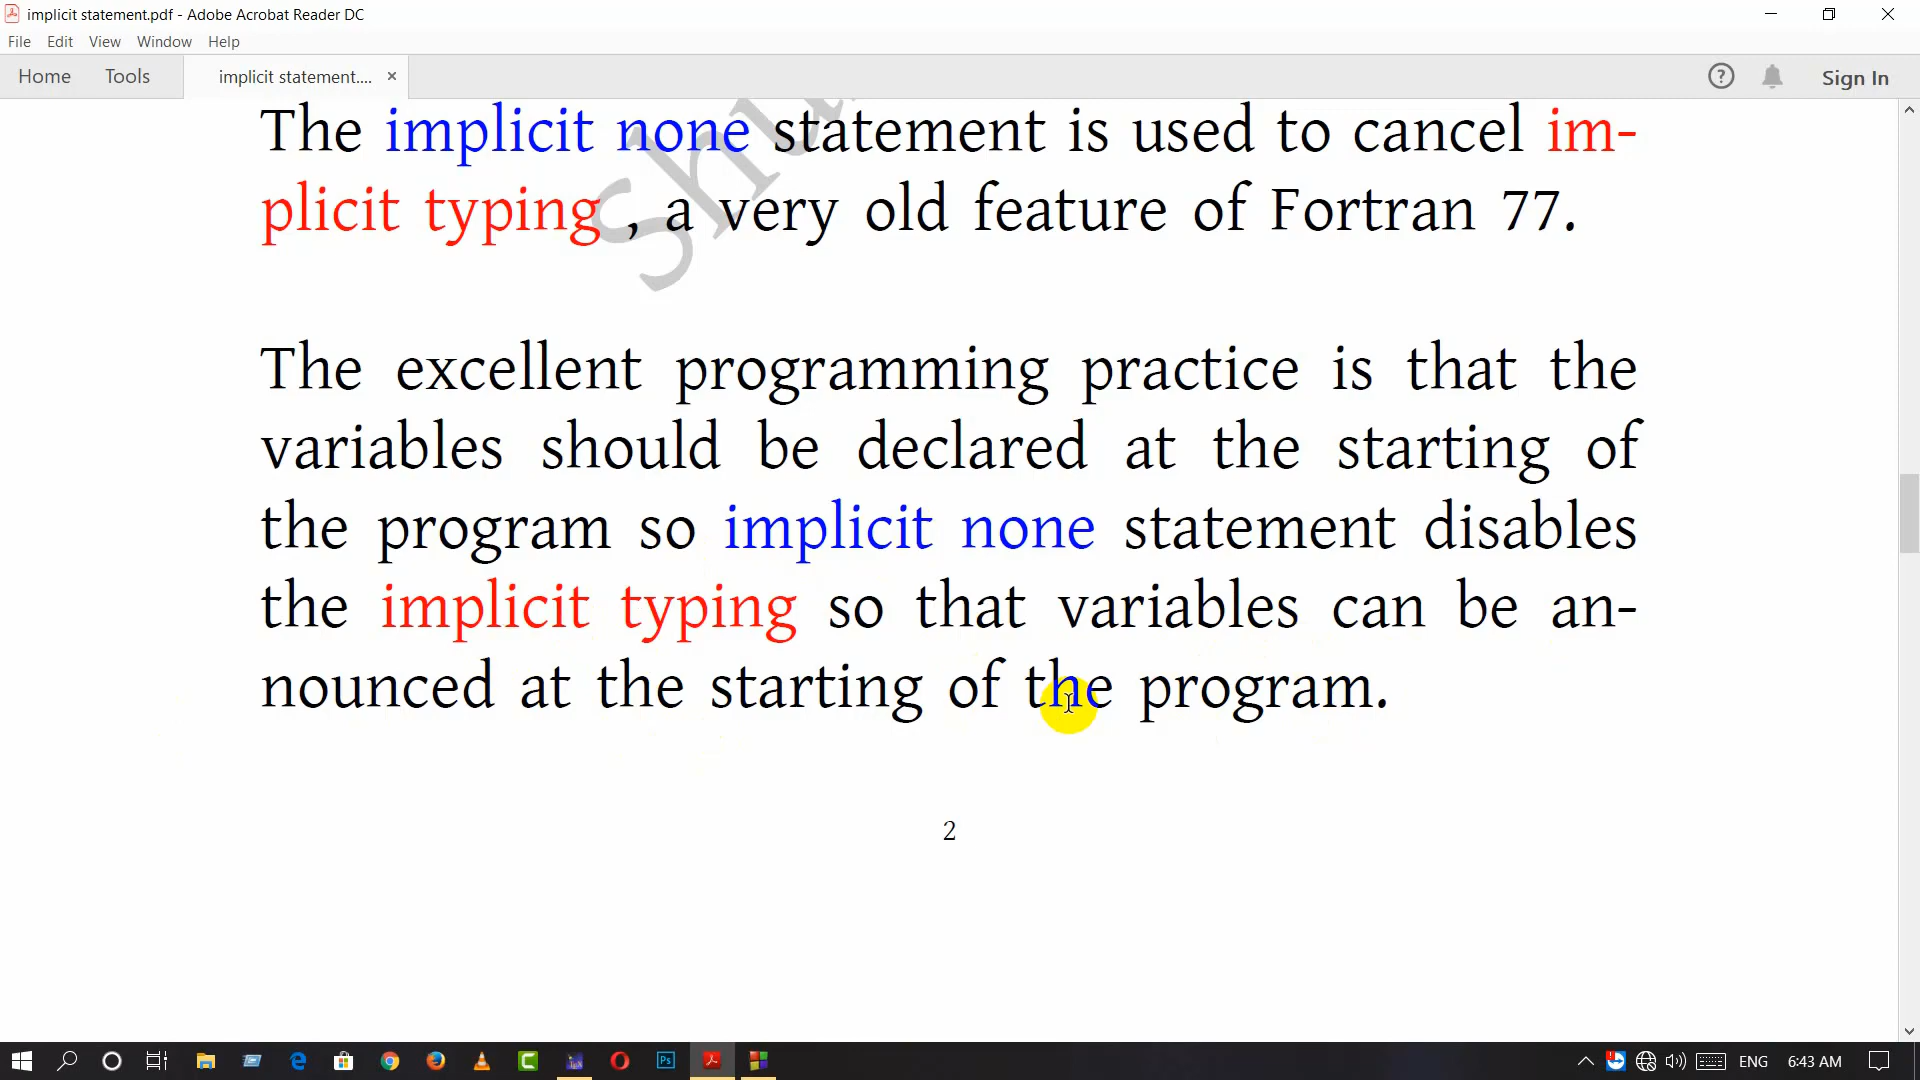 implicit statement.pdf - Adobe Acrobat Reader DC
File Edit View Window Help
Home Tools implicit statement.... × Sign In
Shu
The implicit none statement is used to cancel im-
plicit typing , a very old feature of Fortran 77.
The excellent programming practice is that the
variables should be declared at the starting of
the program so implicit none statement disables
the implicit typing so that variables can be an-
nounced at the starting of the program.
2
Ps ENG 6:43 AM